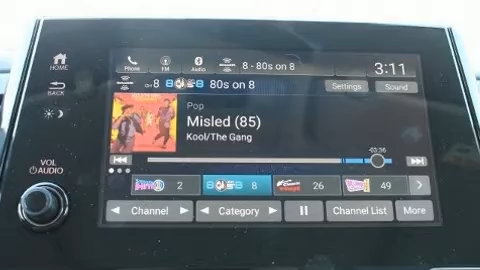 HOME
BACK
VOL
AUDIO
Phone FM Audio 8 - 80s on 8 3:11
CH 8 80s on 8 Settings Sound
Pop
Misled (85)
Kool/The Gang
-03:36
2 8 26 49
Channel Category Channel List More